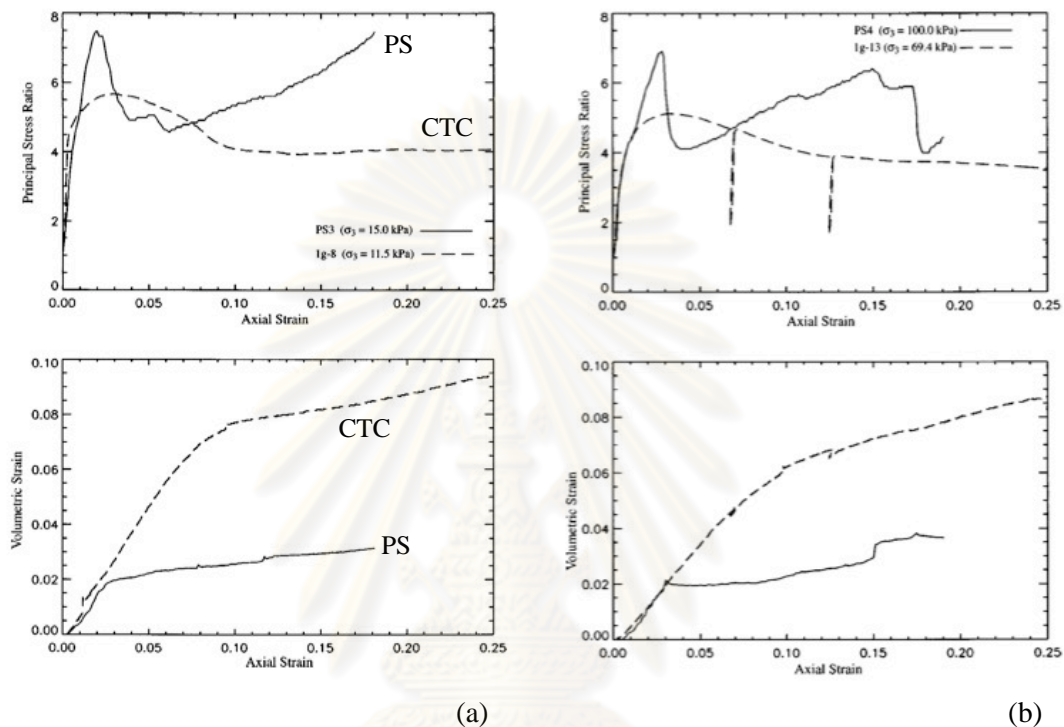 8
6
4
2
0
Principal Stress Ratio
PS
CTC
PS3 (σ3 = 15.0 kPa)
1g-8 (σ3 = 11.5 kPa)
0.00 0.05 0.10 0.15 0.20 0.25
Axial Strain
8
6
4
2
0
Principal Stress Ratio
PS4 (σ3 = 100.0 kPa)
1g-13 (σ3 = 69.4 kPa)
0.00 0.05 0.10 0.15 0.20 0.25
Axial Strain
0.10
0.08
0.06
0.04
0.02
0.00
Volumetric Strain
CTC
PS
0.00 0.05 0.10 0.15 0.20 0.25
Axial Strain
0.10
0.08
0.06
0.04
0.02
0.00
Volumetric Strain
0.00 0.05 0.10 0.15 0.20 0.25
Axial Strain
(a)
(b)